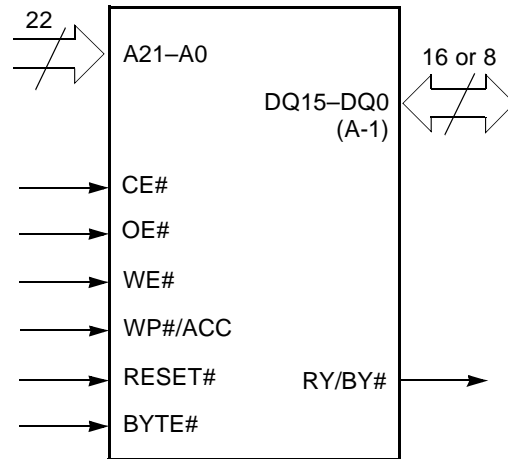 22
A21–A0
16 or 8
DQ15–DQ0
(A-1)
CE#
OE#
WE#
WP#/ACC
RESET#
RY/BY#
BYTE#